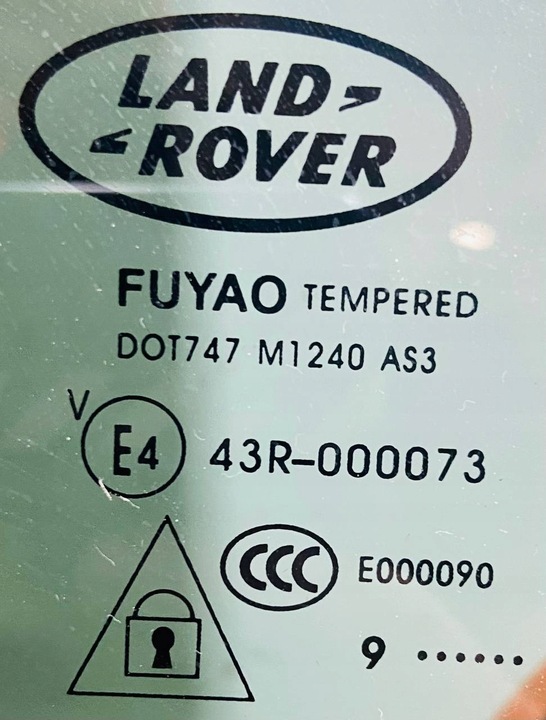 LAND
ROVER
FUYAO TEMPERED
DOT747 M1240 AS3
V
E4 43R-000073
CCC E000090
9 ......